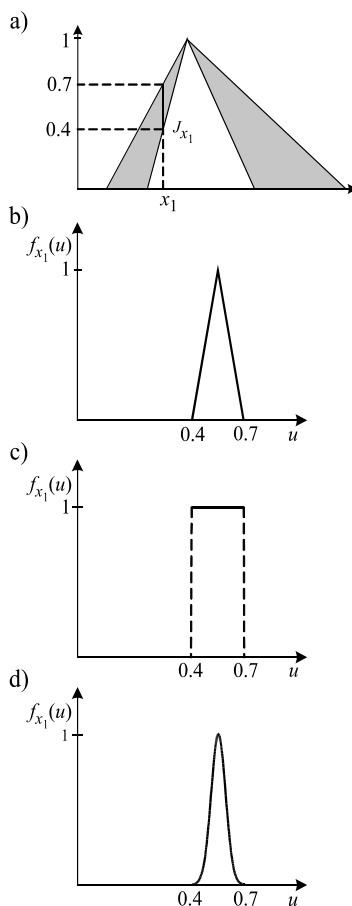 a)
1
0.7
0.4
J_{x_1}
x_1
b)
f_{x_1}(u)
1
0.4 0.7 u
c)
f_{x_1}(u)
1
0.4 0.7 u
d)
f_{x_1}(u)
1
0.4 0.7 u